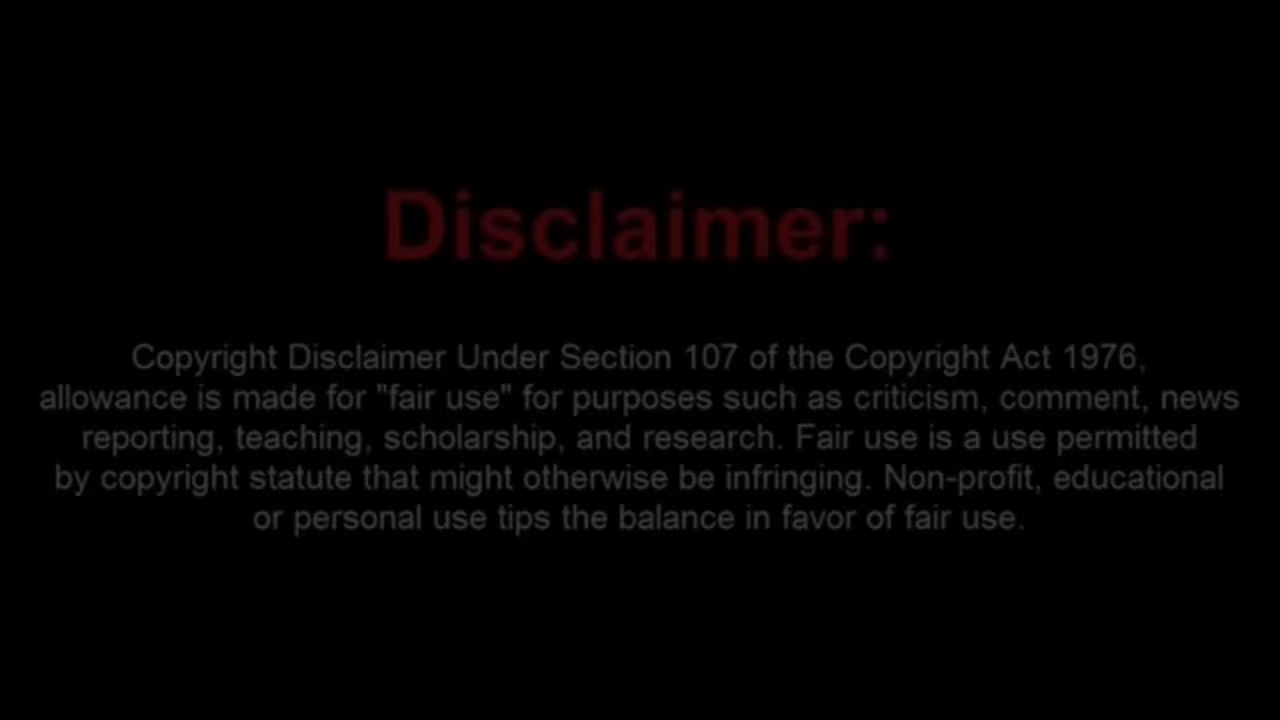 Disclaimer:
Copyright Disclaimer Under Section 107 of the Copyright Act 1976,
allowance is made for "fair use" for purposes such as criticism, comment, news
reporting, teaching, scholarship, and research. Fair use is a use permitted
by copyright statute that might otherwise be infringing. Non-profit, educational
or personal use tips the balance in favor of fair use.